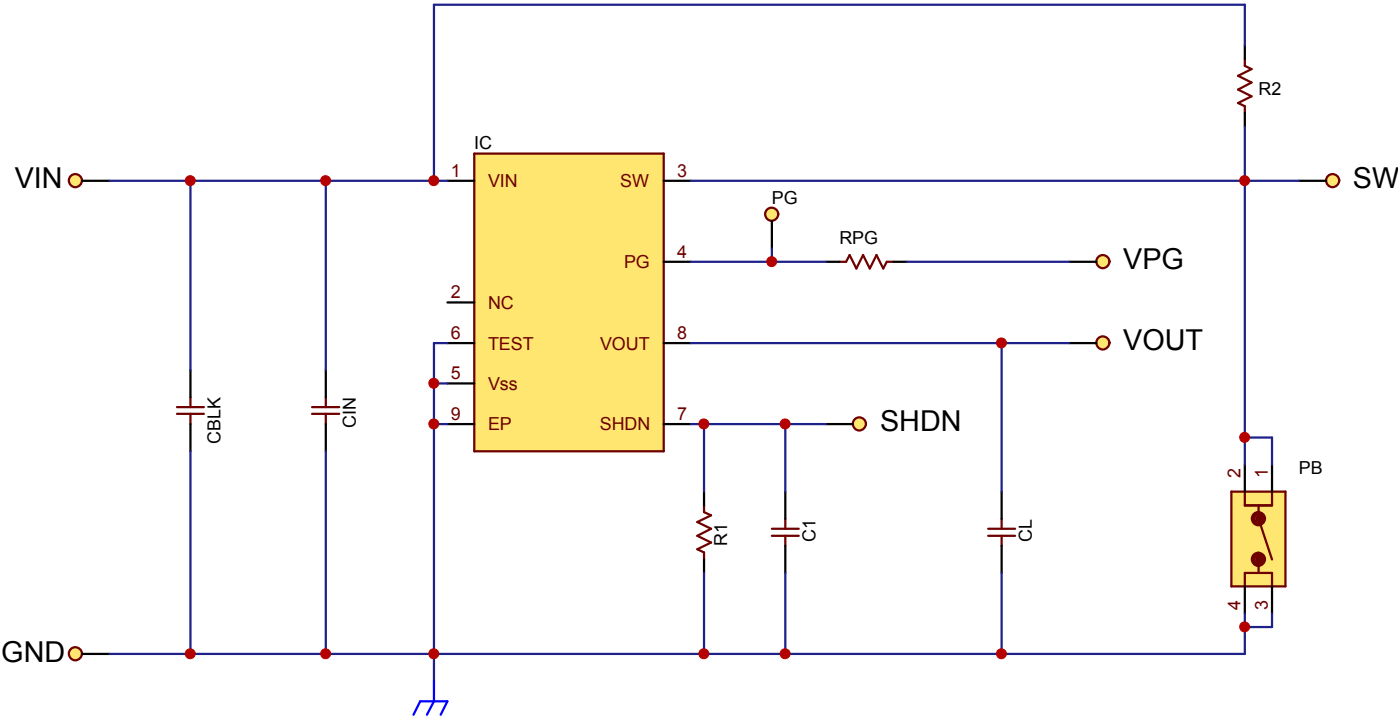 R2
IC
VIN
1
VIN
SW
3
SW
PG
RPG
PG
4
VPG
2
NC
6
TEST
VOUT
8
VOUT
5
Vss
9
EP
SHDN
7
SHDN
CBLK
CIN
2
1
PB
R1
C1
CL
4
3
GND